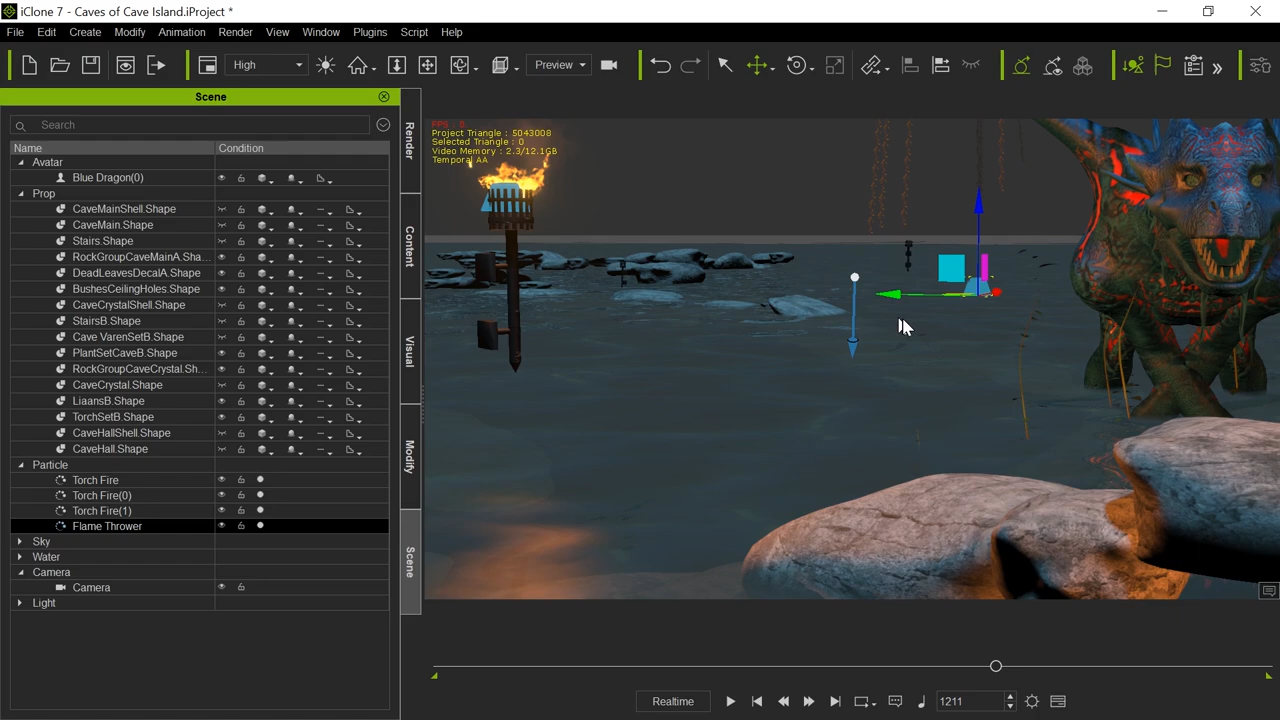 iClone 7 - Caves of Cave Island.iProject *
File Edit Create Modify Animation Render View Window Plugins Script Help
High
Preview
Scene
Search
Name Condition
Avatar
Blue Dragon(0)
Prop
CaveMainShell.Shape
CaveMain.Shape
Stairs.Shape
RockGroupCaveMainA.Sha...
DeadLeavesDecalA.Shape
BushesCeilingHoles.Shape
CaveCrystalShell.Shape
StairsB.Shape
Cave VarenSetB.Shape
PlantSetCaveB.Shape
RockGroupCaveCrystal.Sh...
CaveCrystal.Shape
LiaansB.Shape
TorchSetB.Shape
CaveHallShell.Shape
CaveHall.Shape
Particle
Torch Fire
Torch Fire(0)
Torch Fire(1)
Flame Thrower
Sky
Water
Camera
Camera
Light
Render
Content
Visual
Modify
Scene
FPS : 0
Project Triangle : 5043008
Selected Triangle : 0
Video Memory : 2.3/12.1GB
Temporal AA
Realtime
1211